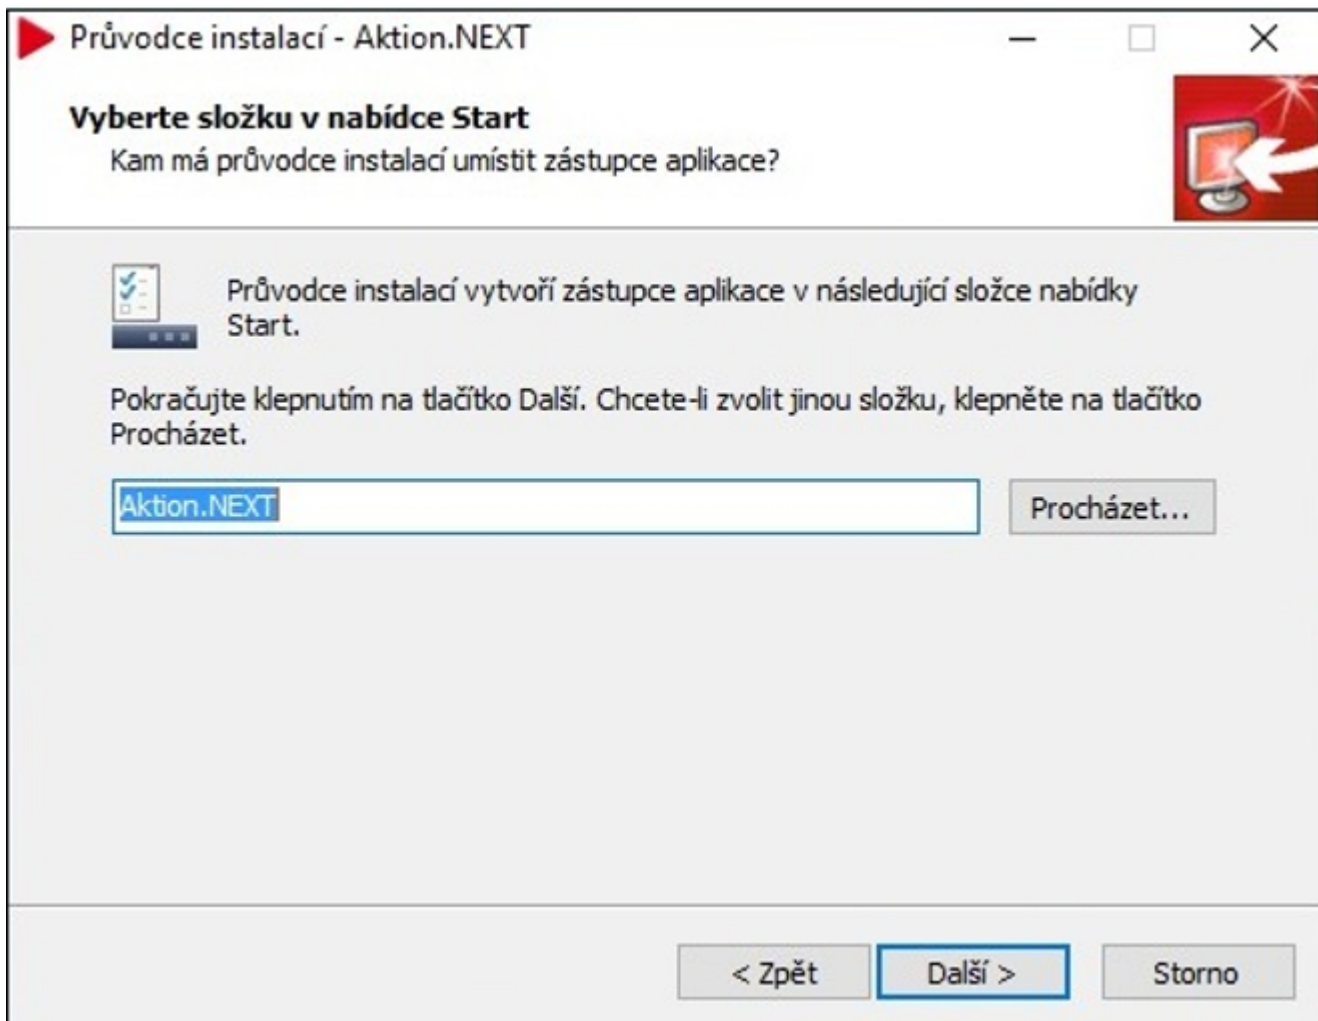 Průvodce instalací - Aktion.NEXT
Vyberte složku v nabídce Start
Kam má průvodce instalací umístit zástupce aplikace?
Průvodce instalací vytvoří zástupce aplikace v následující složce nabídky
Start.
Pokračujte klepnutím na tlačítko Další. Chcete-li zvolit jinou složku, klepněte na tlačítko
Procházet.
Aktion.NEXT
Procházet...
< Zpět
Další >
Storno